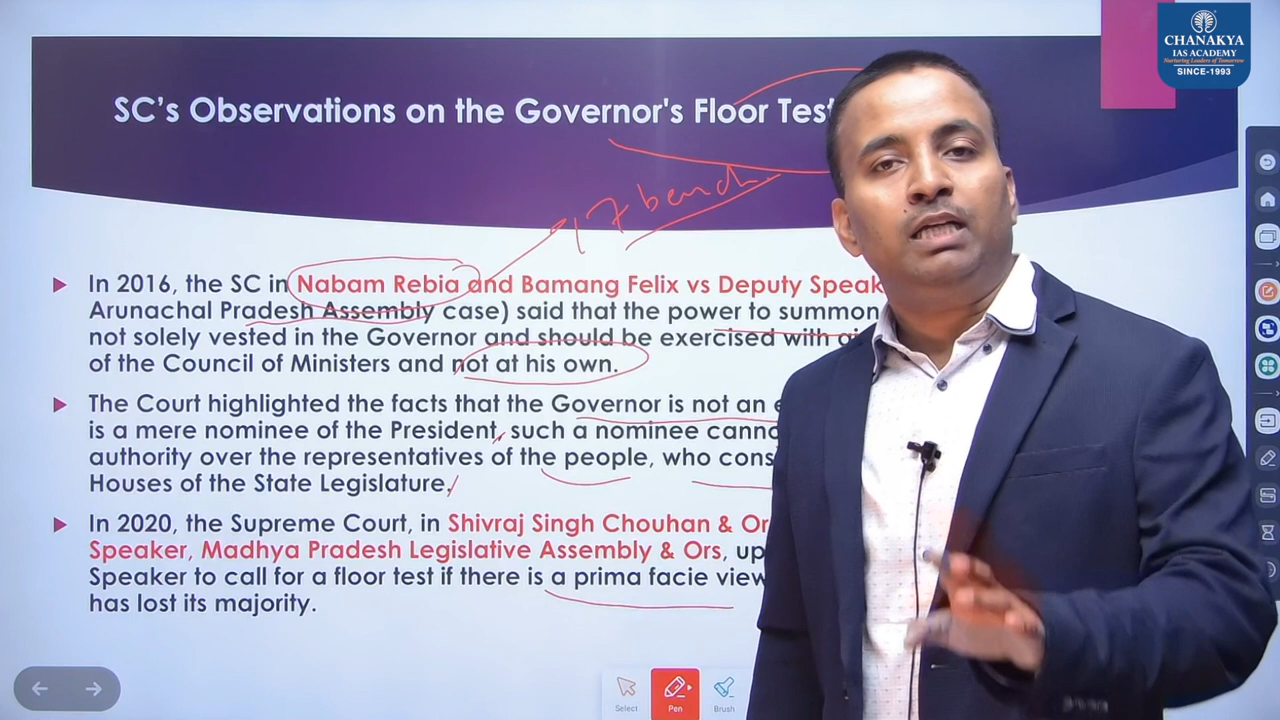 CHANAKYA
IAS ACADEMY
Nurturing Leaders of Tomorrow
SINCE-1993
SC’s Observations on the Governor's Floor Test
7 bench
In 2016, the SC in Nabam Rebia and Bamang Felix vs Deputy Speak
Arunachal Pradesh Assembly case) said that the power to summon
not solely vested in the Governor and should be exercised with
of the Council of Ministers and not at his own.
The Court highlighted the facts that the Governor is not an
is a mere nominee of the President, such a nominee
authority over the representatives of the people, who
Houses of the State Legislature.
In 2020, the Supreme Court, in Shivraj Singh Chouhan &
Speaker, Madhya Pradesh Legislative Assembly & Ors,
Speaker to call for a floor test if there is a prima facie view
has lost its majority.
Select
Pen
Brush